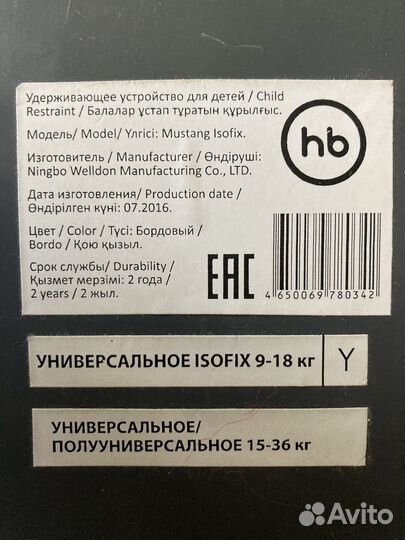 Удерживающее устройство для детей / Child
Restraint / Балалар ұстап тұратын құрылғыс.
Модель/ Model/ Үлгісі: Mustang Isofix.
Изготовитель / Manufacturer / Өндіруші:
Ningbo Welldon Manufacturing Co., LTD.
Дата изготовления/ Production date /
Өндірілген күні: 07.2016.
Цвет / Color / Түсі: Бордовый /
Bordo / Қою қызыл.
Срок службы/ Durability /
Қызмет мерзімі: 2 года /
2 years / 2 жыл.
hb
EAC
4 650069 780342
УНИВЕРСАЛЬНОЕ ISOFIX 9-18 кг Y
УНИВЕРСАЛЬНОЕ/
ПОЛУУНИВЕРСАЛЬНОЕ 15-36 кг
Avito